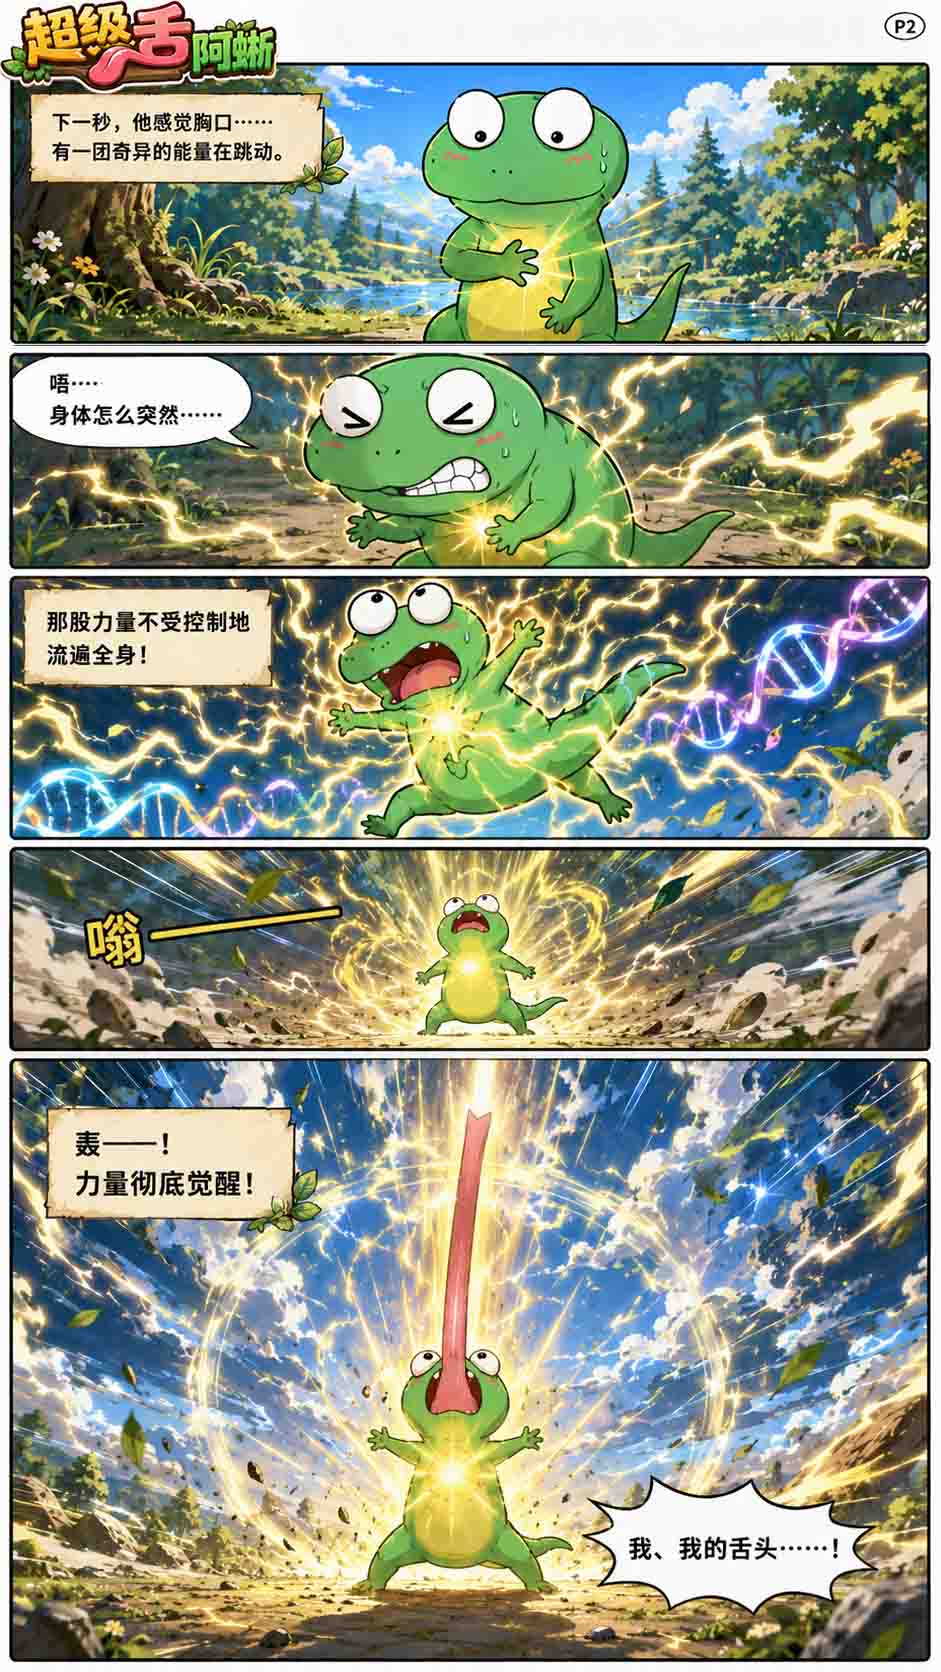 超级舌阿蜥
P2
下一秒，他感觉胸口……
有一团奇异的能量在跳动。
唔……
身体怎么突然……
那股力量不受控制地
流遍全身！
嗡——
轰——！
力量彻底觉醒！
我、我的舌头……！